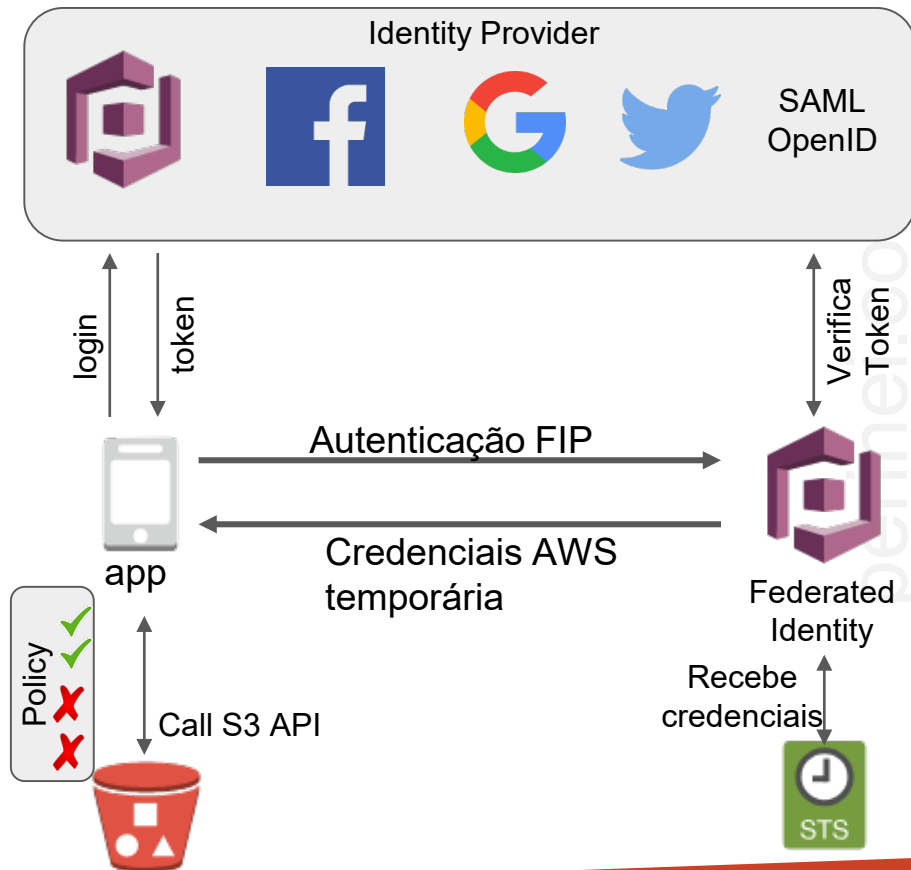 Identity Provider
SAML
OpenID
login
token
Verifica
Token
Autenticação FIP
Credenciais AWS
temporária
app
Federated
Identity
Policy
Call S3 API
Recebe
credenciais
STS